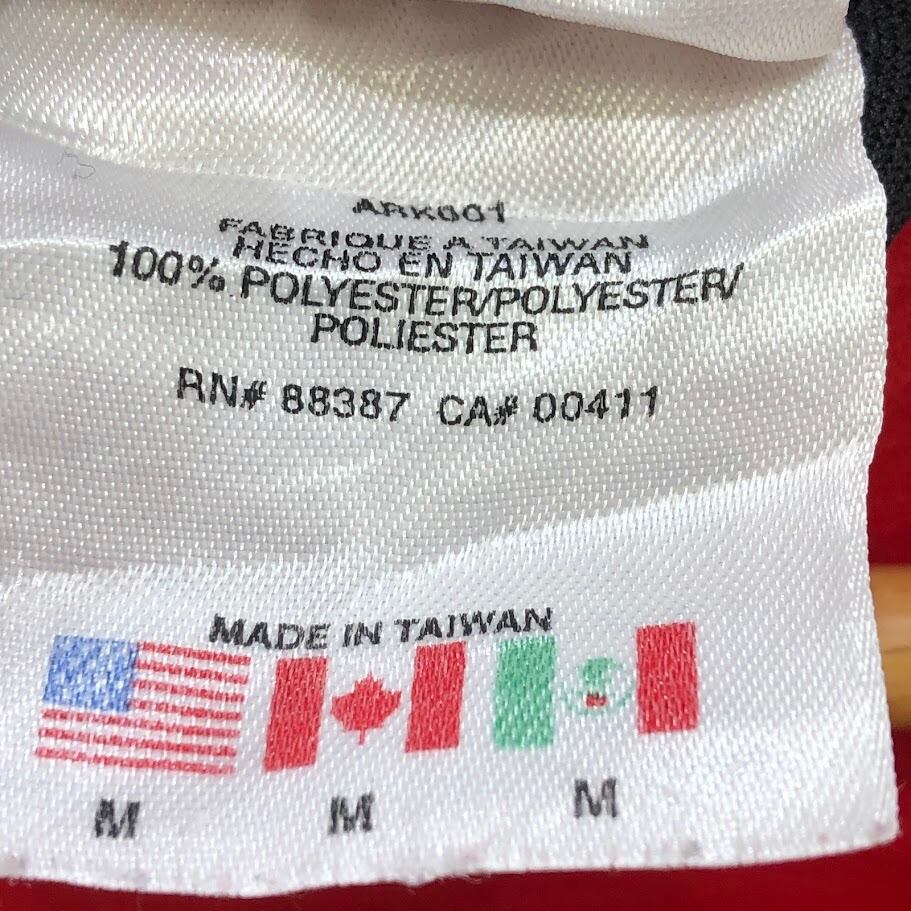 ARK001
FABRIQUE A TAIWAN
HECHO EN TAIWAN
100% POLYESTER/POLYESTER/
POLIESTER
RN# 88387 CA# 00411
MADE IN TAIWAN
M M M